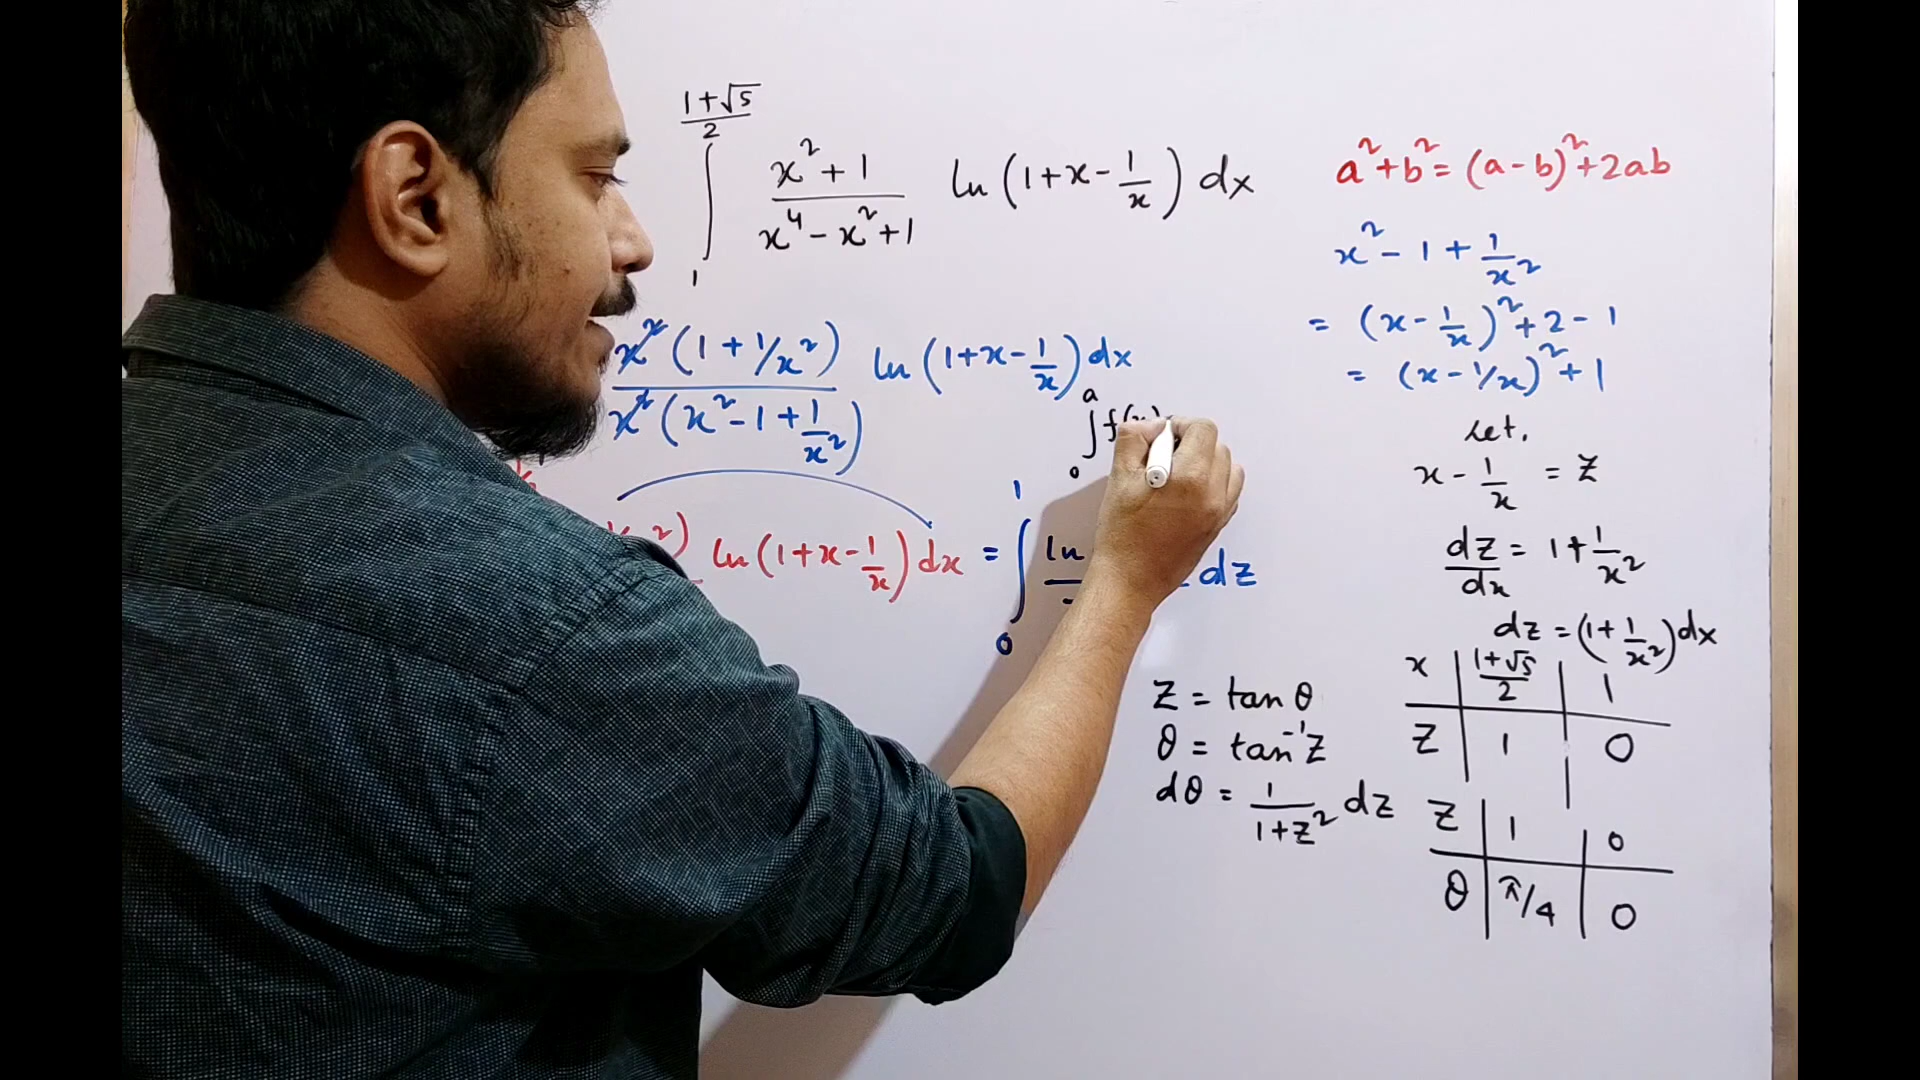 ∫₁^((1+√5)/2) (x²+1)/(x⁴-x²+1) ln(1+x-1/x) dx
x²(1+1/x²)/x²(x²-1+1/x²) ln(1+x-1/x)dx
ln(1+x-1/x)dx = ∫₀¹ ln dz
∫₀^a f(x)
z = tan θ
θ = tan⁻¹z
dθ = 1/(1+z²) dz
a²+b²=(a-b)²+2ab
x²-1+1/x²
= (x-1/x)²+2-1
= (x-1/x)²+1
Let.
x-1/x = z
dz/dx = 1+1/x²
dz=(1+1/x²)dx
x | (1+√5)/2 | 1
z | 1 | 0
z | 1 | 0
θ | π/4 | 0